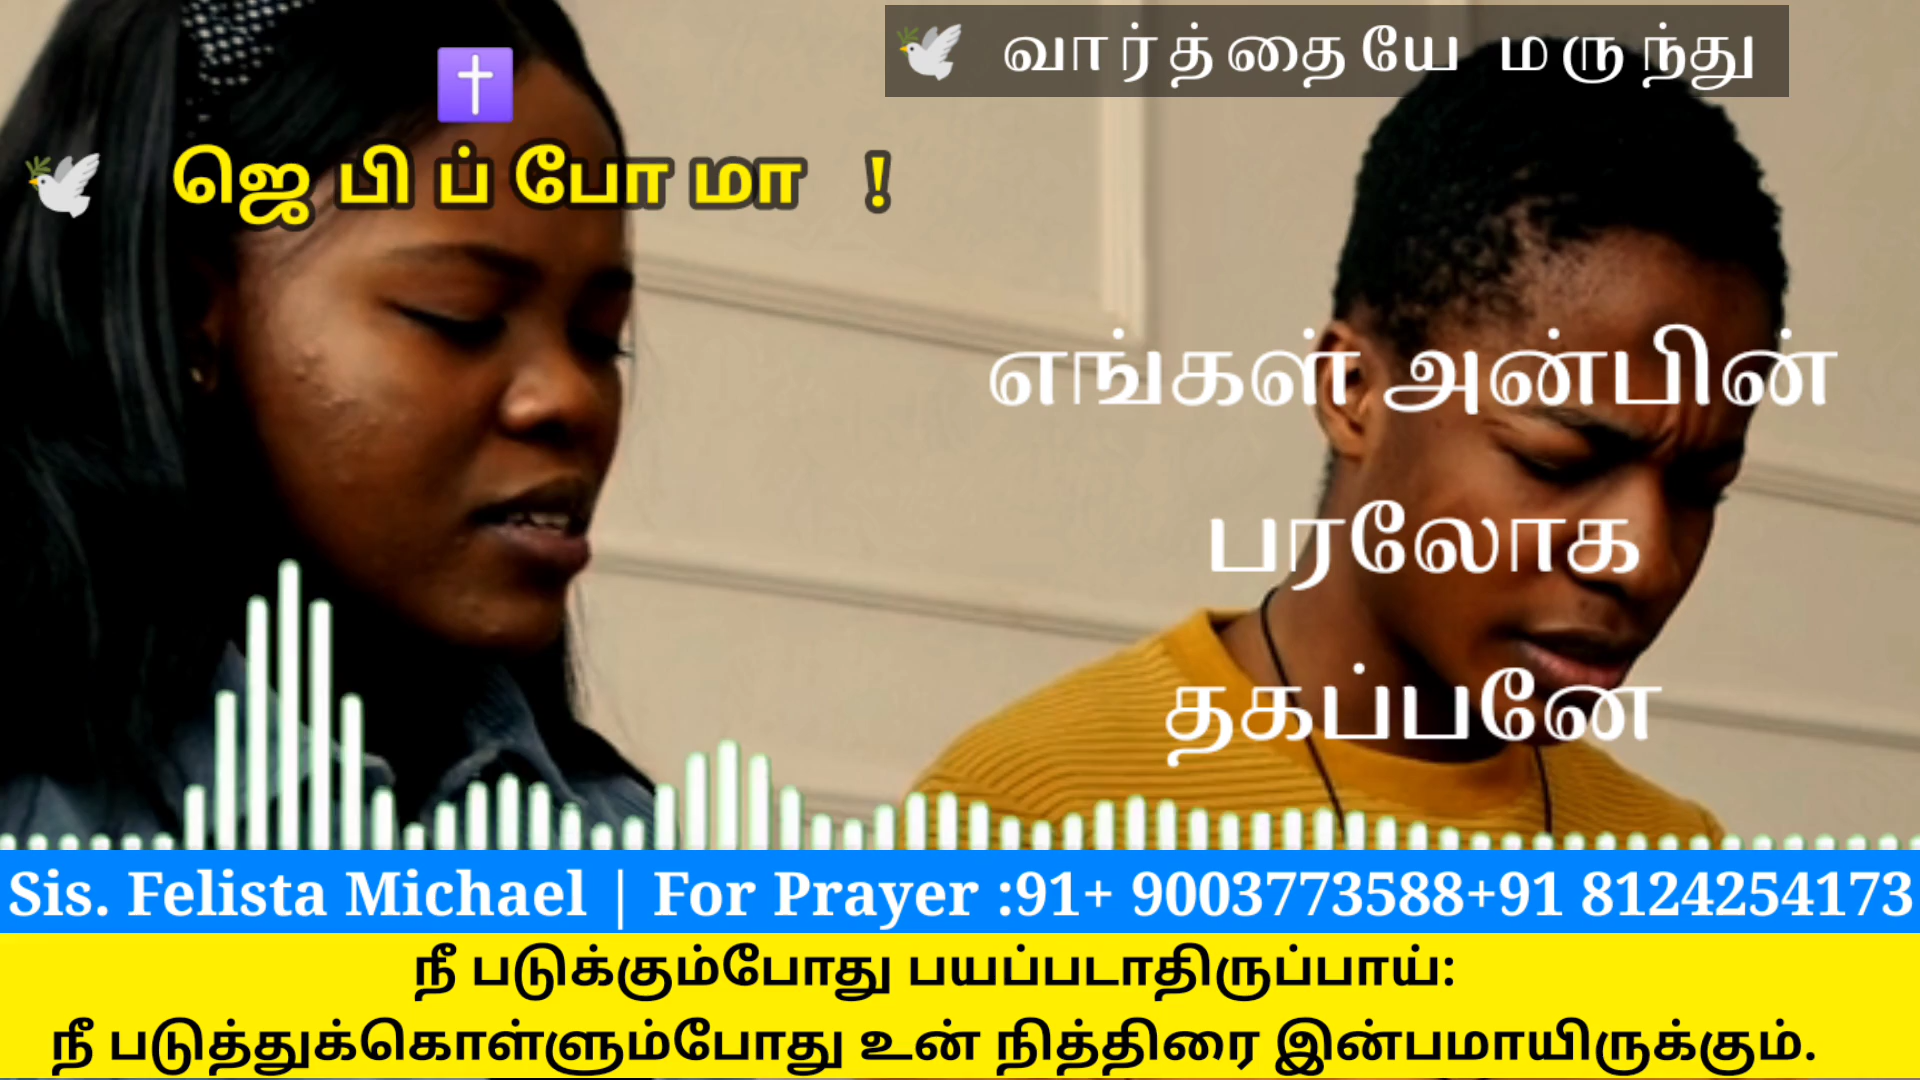 🕊️ வார்த்தையே மருந்து
✝️
🕊️ ஜெபிப்போமா !
எங்கள் அன்பின்
பரலோக
தகப்பனே
Sis. Felista Michael | For Prayer :91+ 9003773588+91 8124254173
நீ படுக்கும்போது பயப்படாதிருப்பாய்:
நீ படுத்துக்கொள்ளும்போது உன் நித்திரை இன்பமாயிருக்கும்.